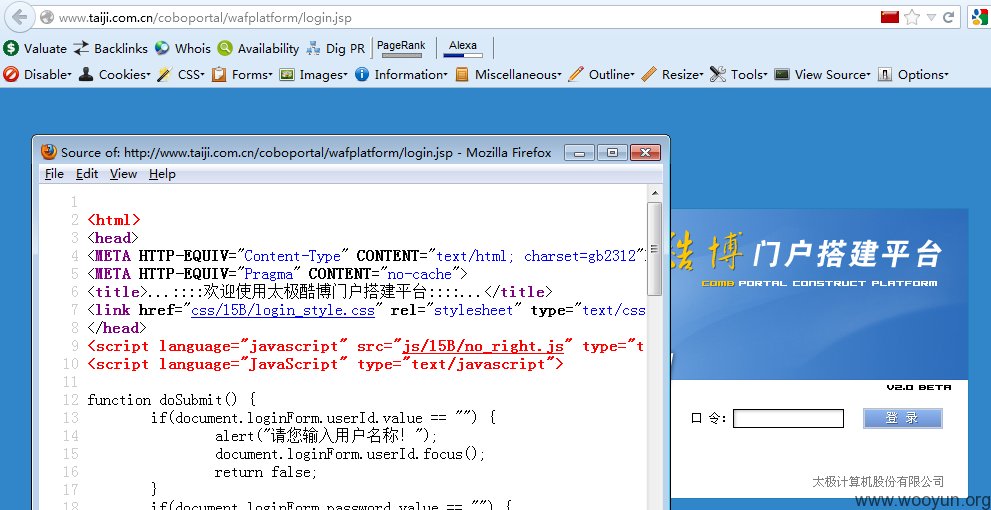 www.taiji.com.cn/coboportal/wafplatform/login.jsp
Valuate Backlinks Whois Availability Dig PR PageRank Alexa
Disable Cookies CSS Forms Images Information Miscellaneous Outline Resize Tools View Source Options
Source of: http://www.taiji.com.cn/coboportal/wafplatform/login.jsp - Mozilla Firefox
File Edit View Help
1
2 <html>
3 <head>
4 <META HTTP-EQUIV="Content-Type" CONTENT="text/html; charset=gb2312"
5 <META HTTP-EQUIV="Pragma" CONTENT="no-cache">
6 <title>...::::欢迎使用太极酷博门户搭建平台::::...</title>
7 <link href="css/15B/login_style.css" rel="stylesheet" type="text/css
8 </head>
9 <script language="javascript" src="js/15B/no_right.js" type="t
10 <script language="JavaScript" type="text/javascript">
11
12 function doSubmit() {
13 if(document.loginForm.userId.value == "") {
14 alert("请您输入用户名称! ");
15 document.loginForm.userId.focus();
16 return false;
17 }
18 if(document.loginForm.password.value == "") {
酷博门户搭建平台
COMB PORTAL CONSTRUCT PLATFORM
V2.0 BETA
口 令: 登 录
太极计算机股份有限公司
www.wooyun.org